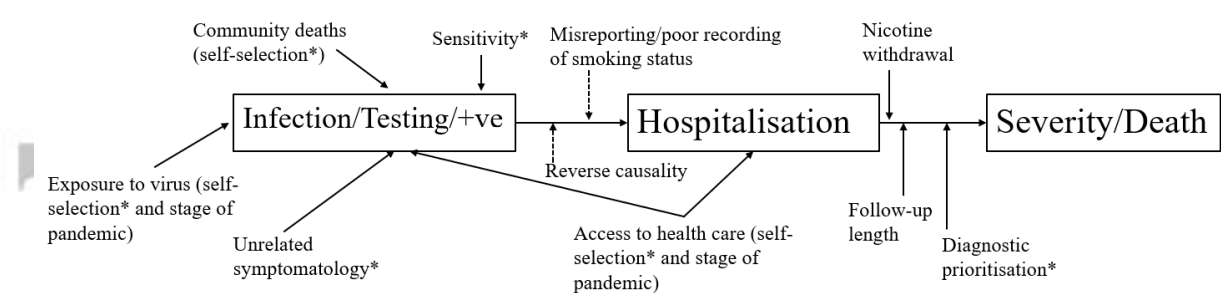 Community deaths
(self-selection*)
Sensitivity*
Misreporting/poor recording
of smoking status
Nicotine
withdrawal
Infection/Testing/+ve
Hospitalisation
Severity/Death
Exposure to virus (self-
selection* and stage of
pandemic)
Unrelated
symptomatology*
Reverse causality
Access to health care (self-
selection* and stage of
pandemic)
Follow-up
length
Diagnostic
prioritisation*